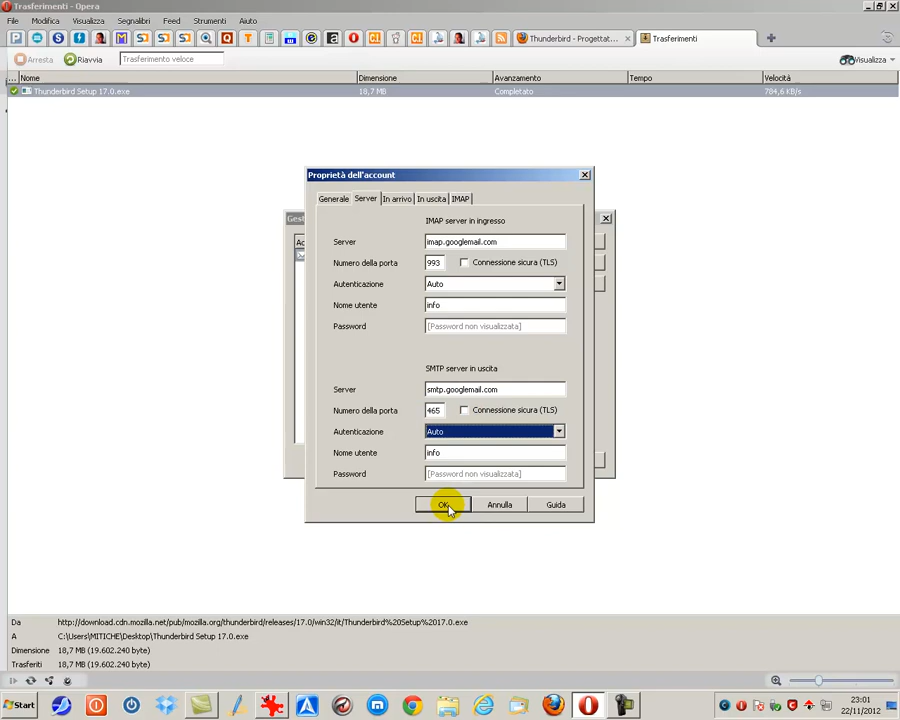 Trasferimenti - Opera
File Modifica Visualizza Segnalibri Feed Strumenti Aiuto
Thunderbird - Progettat... Trasferimenti
Arresta Riavvia Trasferimento veloce Visualizza
... Nome Dimensione Avanzamento Tempo Velocità
Thunderbird Setup 17.0.exe 18,7 MB Completato 784,6 KB/s
Proprietà dell'account
Generale Server In arrivo In uscita IMAP
IMAP server in ingresso
Server imap.googlemail.com
Numero della porta 993 Connessione sicura (TLS)
Autenticazione Auto
Nome utente info
Password [Password non visualizzata]
SMTP server in uscita
Server smtp.googlemail.com
Numero della porta 465 Connessione sicura (TLS)
Autenticazione Auto
Nome utente info
Password [Password non visualizzata]
OK Annulla Guida
Da http://download.cdn.mozilla.net/pub/mozilla.org/thunderbird/releases/17.0/win32/it/Thunderbird%20Setup%2017.0.exe
A C:\Users\MITICHE\Desktop\Thunderbird Setup 17.0.exe
Dimensione 18,7 MB (19.602.240 byte)
Trasferiti 18,7 MB (19.602.240 byte)
Start 23:01
22/11/2012